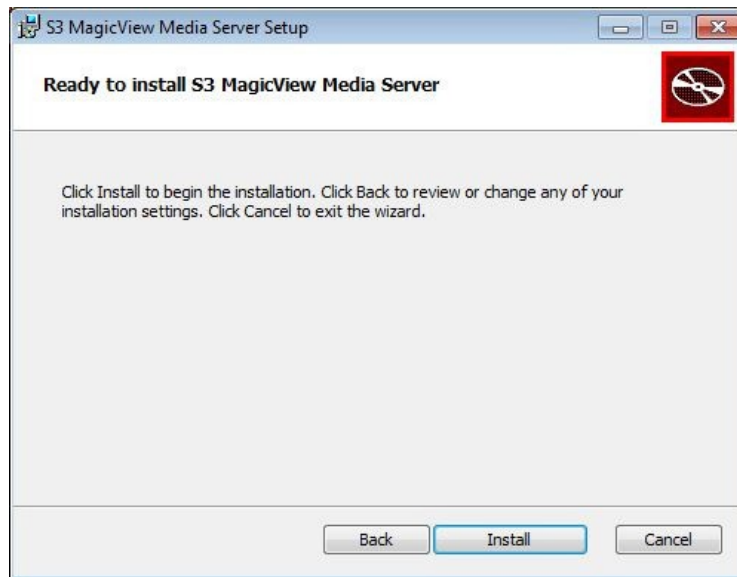 S3 MagicView Media Server Setup
Ready to install S3 MagicView Media Server
Click Install to begin the installation. Click Back to review or change any of your
installation settings. Click Cancel to exit the wizard.
Back Install Cancel